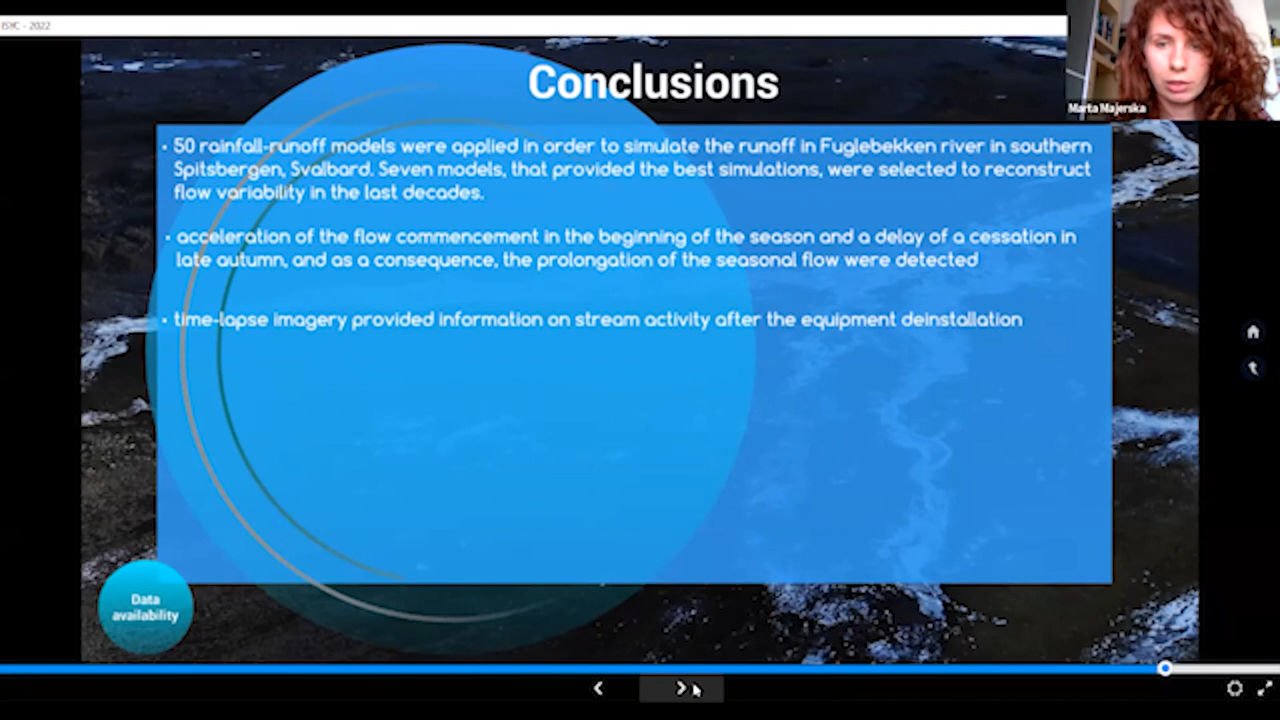 ISYC - 2022
Marta Majerska
Conclusions
• 50 rainfall-runoff models were applied in order to simulate the runoff in Fuglebekken river in southern
Spitsbergen, Svalbard. Seven models, that provided the best simulations, were selected to reconstruct
flow variability in the last decades.
• acceleration of the flow commencement in the beginning of the season and a delay of a cessation in
late autumn, and as a consequence, the prolongation of the seasonal flow were detected
• time-lapse imagery provided information on stream activity after the equipment deinstallation
Data
availability